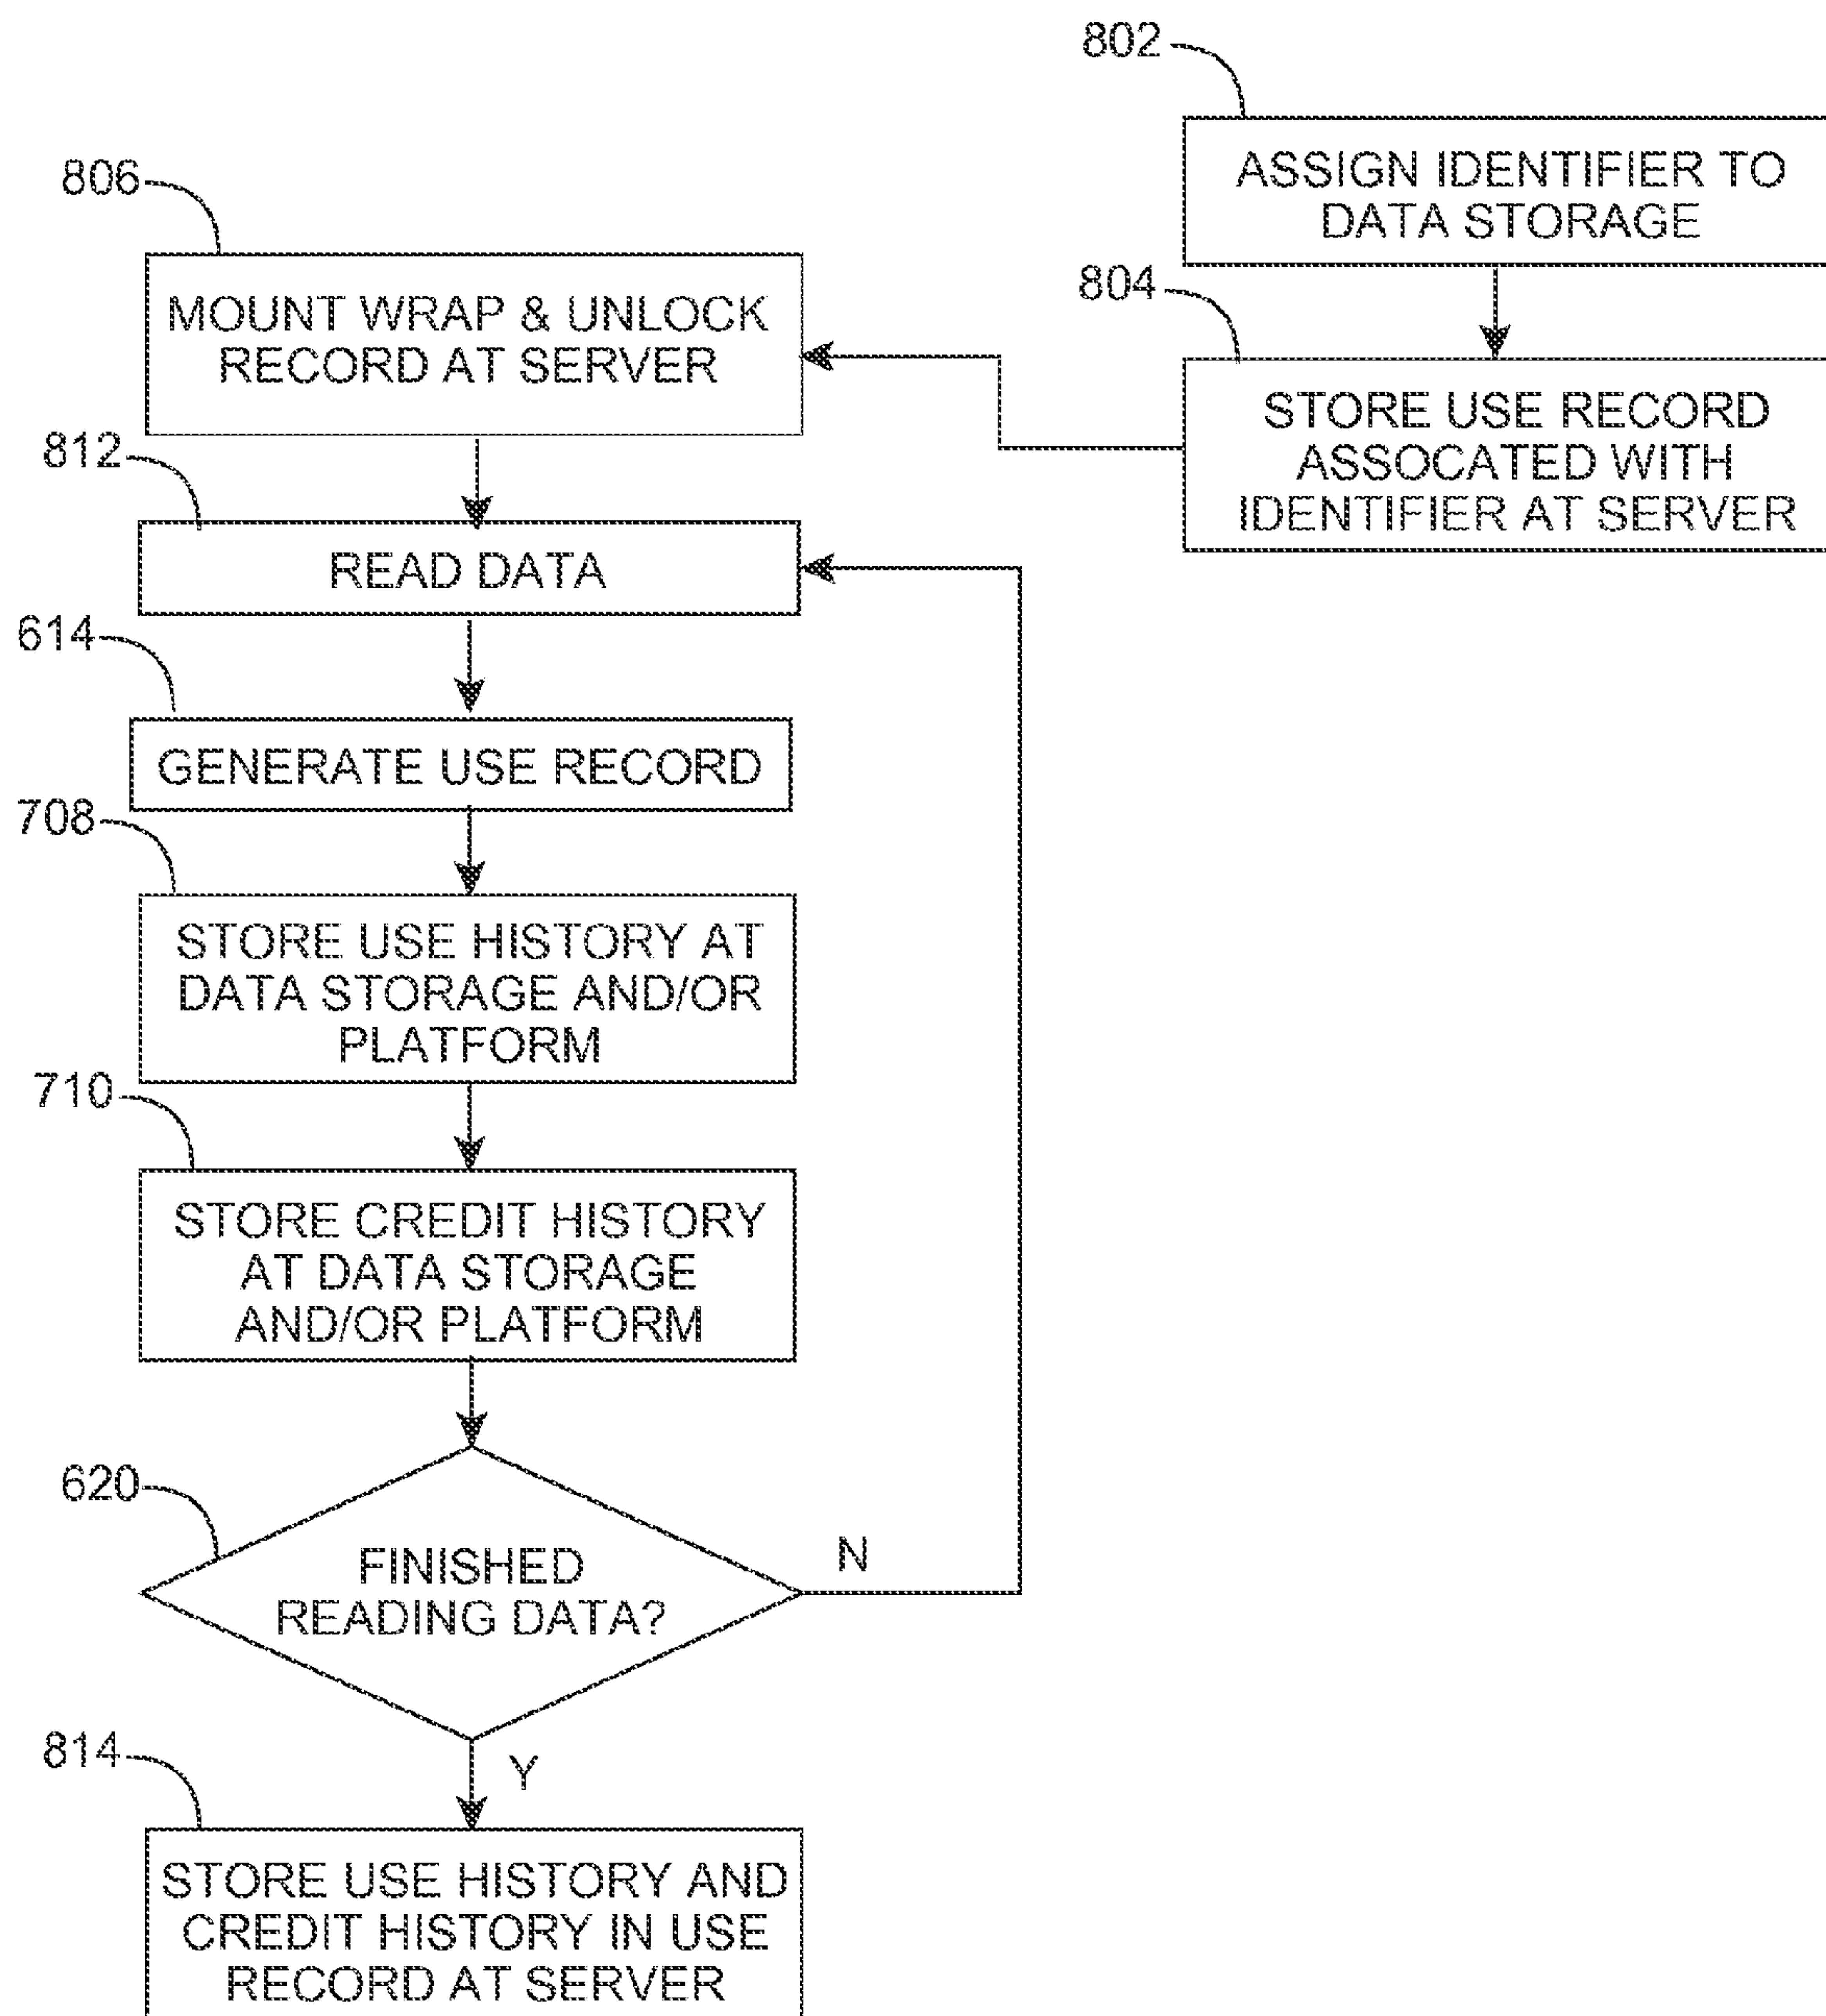 802
ASSIGN IDENTIFIER TO
DATA STORAGE
804
STORE USE RECORD
ASSOCATED WITH
IDENTIFIER AT SERVER
806
MOUNT WRAP & UNLOCK
RECORD AT SERVER
812
READ DATA
614
GENERATE USE RECORD
708
STORE USE HISTORY AT
DATA STORAGE AND/OR
PLATFORM
710
STORE CREDIT HISTORY
AT DATA STORAGE
AND/OR PLATFORM
620
FINISHED
READING DATA?
N
Y
814
STORE USE HISTORY AND
CREDIT HISTORY IN USE
RECORD AT SERVER